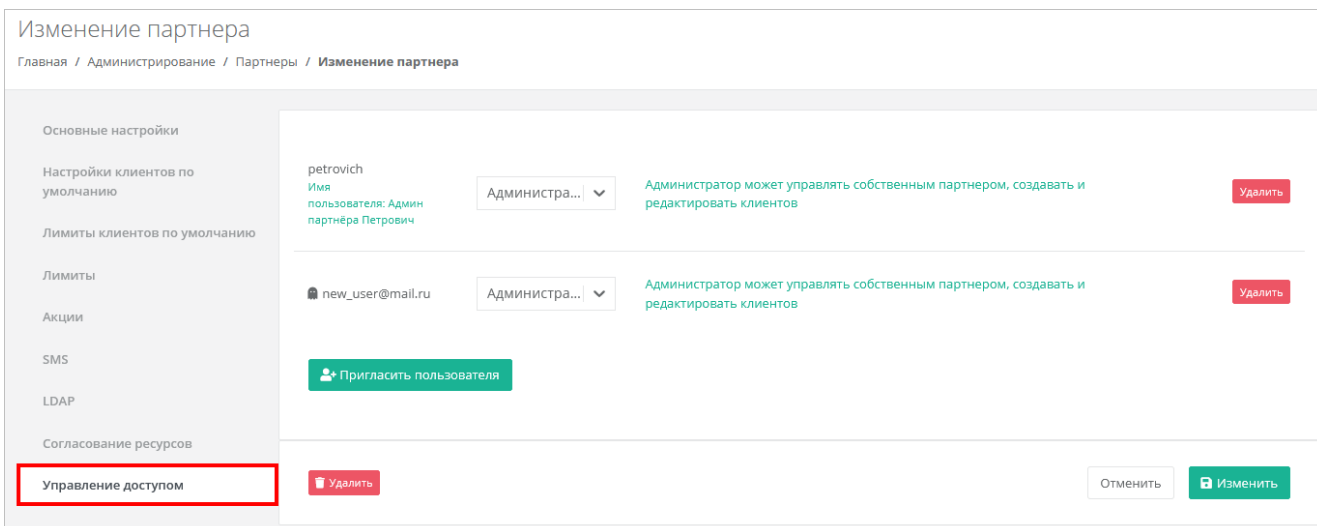 Изменение партнера
Главная / Администрирование / Партнеры / Изменение партнера
Основные настройки
Настройки клиентов по
умолчанию
Лимиты клиентов по умолчанию
Лимиты
Акции
SMS
LDAP
Согласование ресурсов
Управление доступом
petrovich
Имя
пользователя: Админ
партнёра Петрович
Администра...
Администратор может управлять собственным партнером, создавать и
редактировать клиентов
Удалить
new_user@mail.ru
Администра...
Администратор может управлять собственным партнером, создавать и
редактировать клиентов
Удалить
Пригласить пользователя
Удалить
Отменить
Изменить